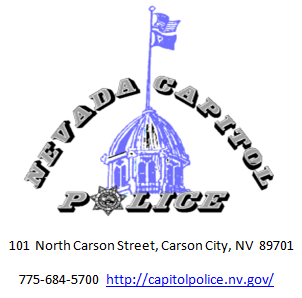 NEVADA CAPITOL
POLICE
101 North Carson Street, Carson City, NV 89701
775-684-5700 http://capitolpolice.nv.gov/